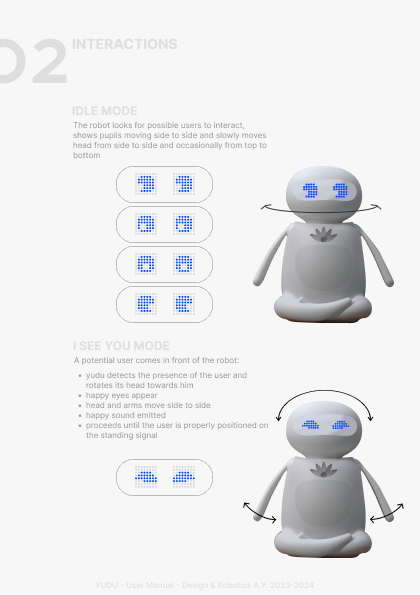 02
INTERACTIONS
IDLE MODE
The robot looks for possible users to interact,
shows pupils moving side to side and slowly moves
head from side to side and occasionally from top to
bottom
I SEE YOU MODE
A potential user comes in front of the robot:
• yudu detects the presence of the user and
rotates its head towards him
• happy eyes appear
• head and arms move side to side
• happy sound emitted
• proceeds until the user is properly positioned on
the standing signal
YUDU - User Manual - Design & Robotics A.Y. 2023-2024